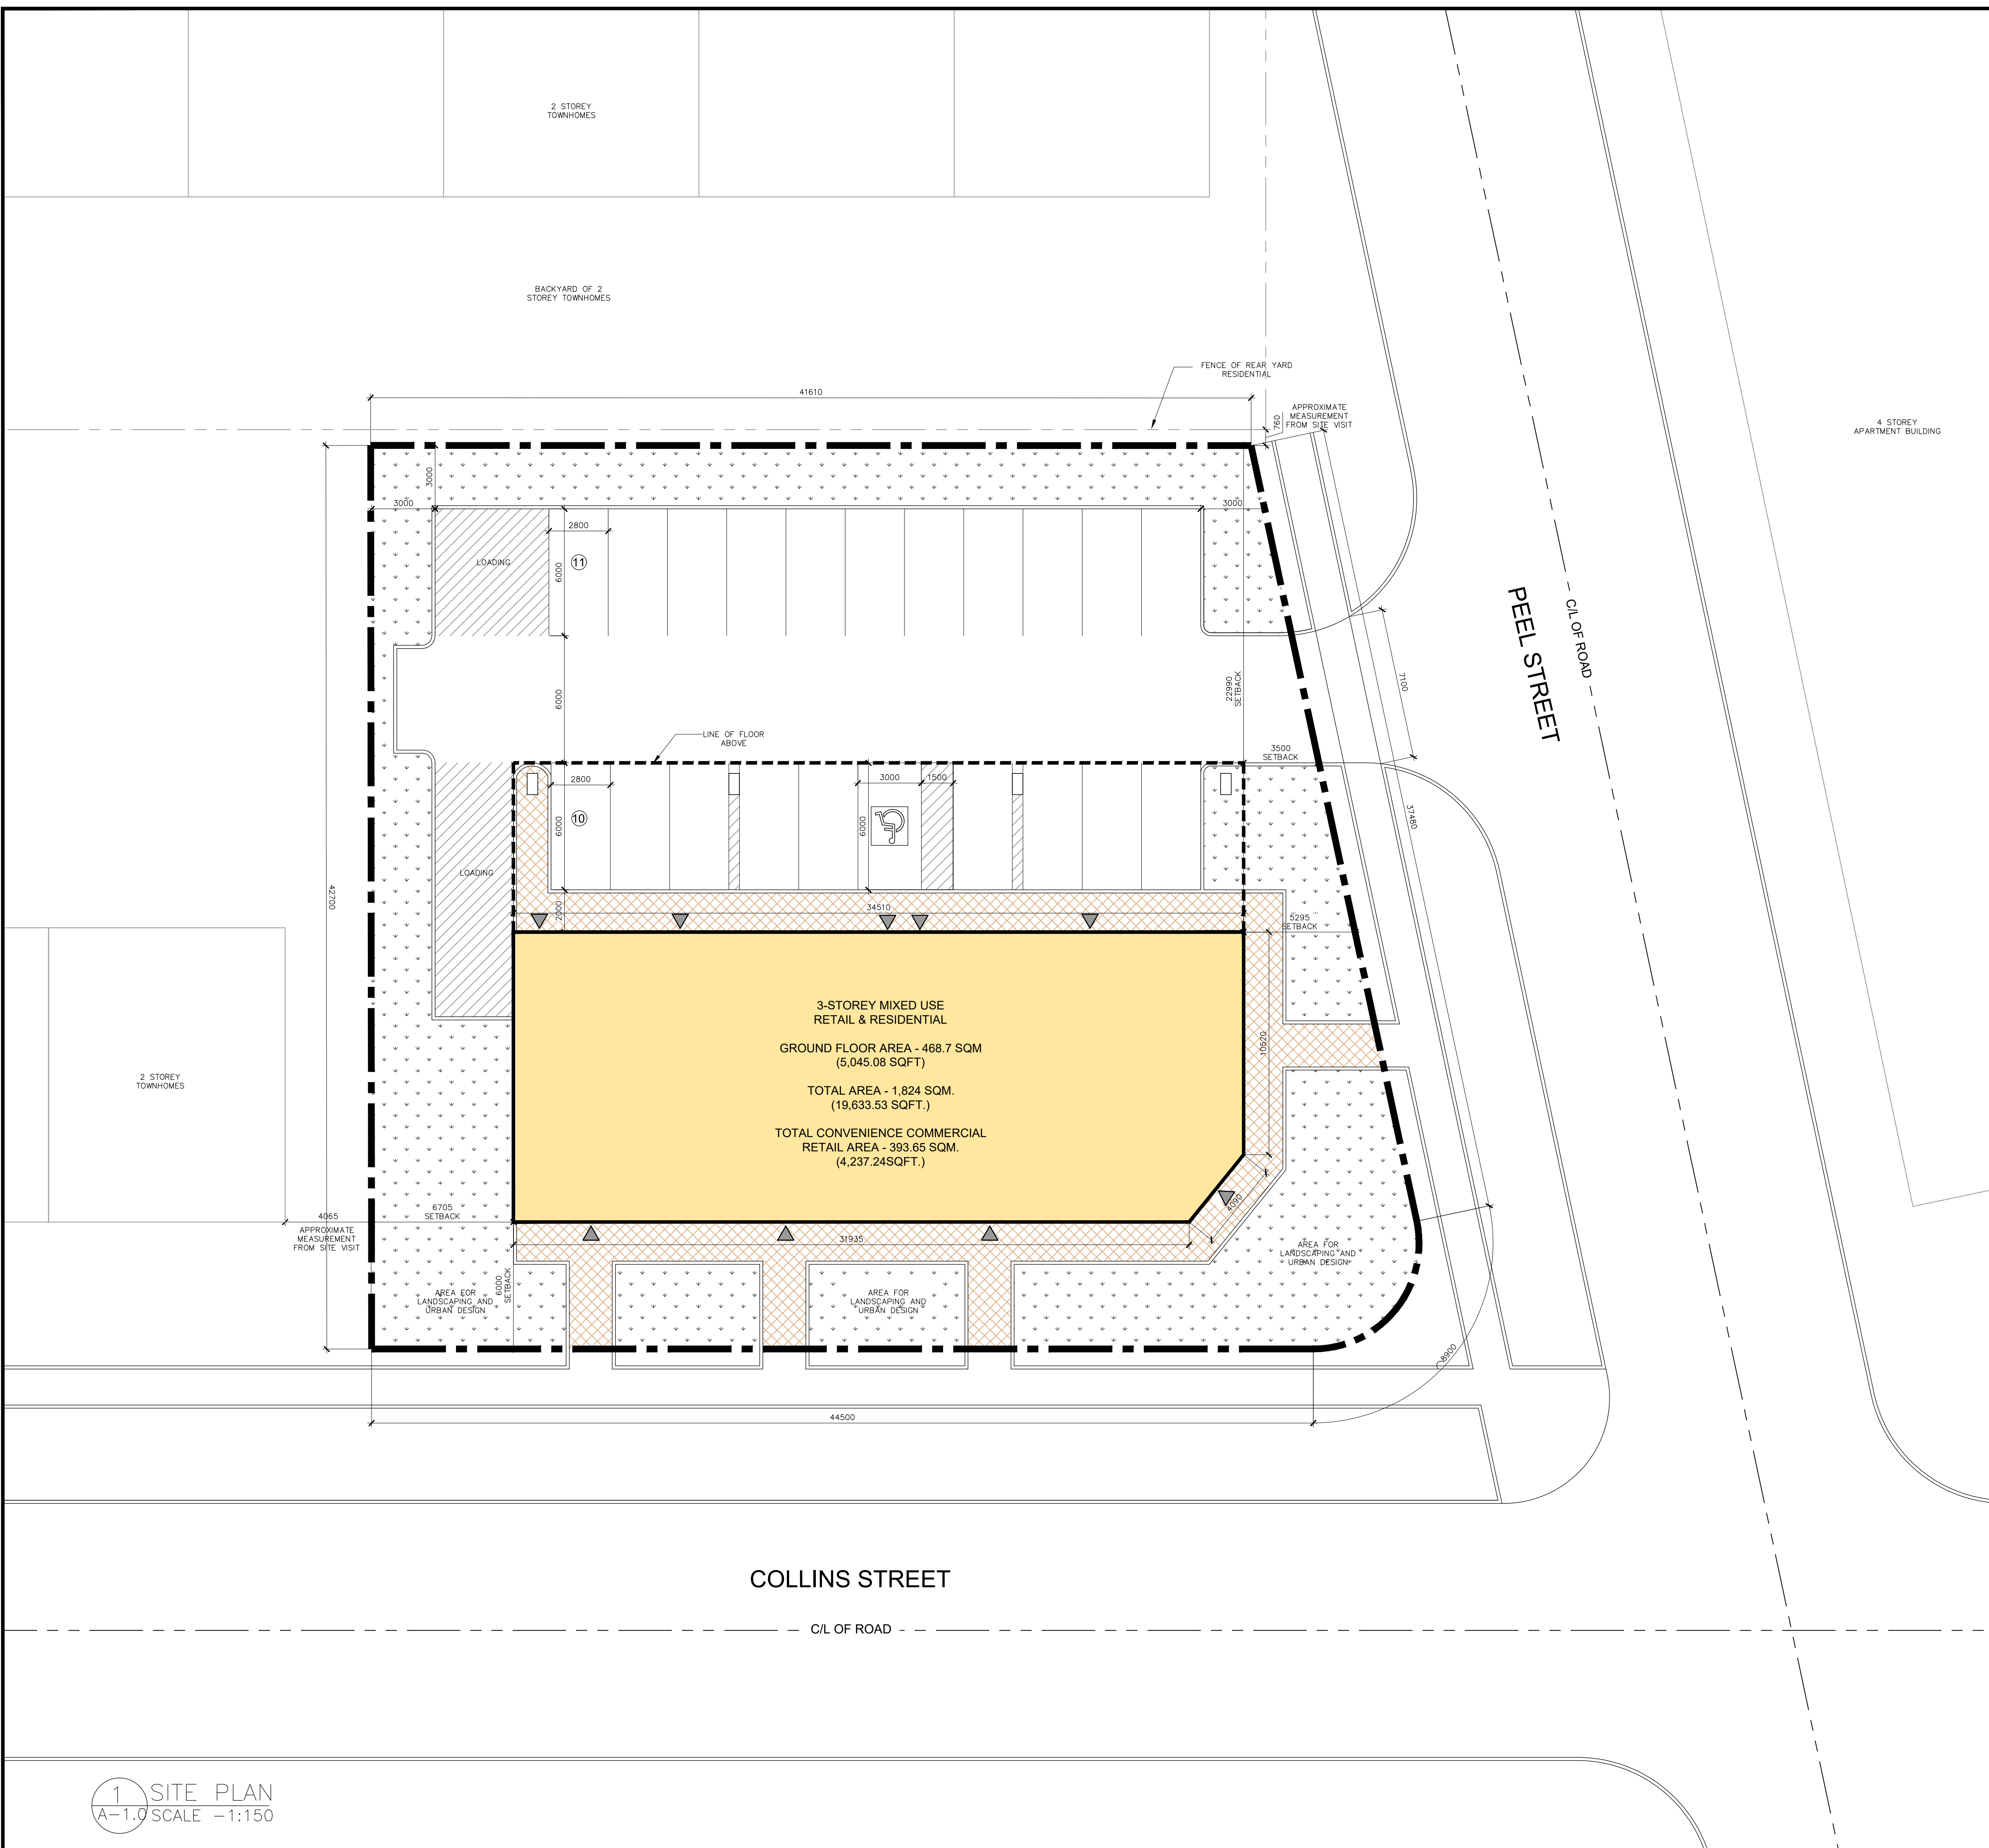 2 STOREY
TOWNHOMES
BACKYARD OF 2
STOREY TOWNHOMES
FENCE OF REAR YARD
RESIDENTIAL
41610
760
APPROXIMATE
MEASUREMENT
FROM SITE VISIT
4 STOREY
APARTMENT BUILDING
3000
3000
3000
2800
LOADING
6000
11
PEEL STREET
C/L OF ROAD
7100
6000
22990
SETBACK
LINE OF FLOOR
ABOVE
3500
SETBACK
2800
3000
1500
6000
10
6000
37480
LOADING
42700
2000
34510
5295
SETBACK
3-STOREY MIXED USE
RETAIL & RESIDENTIAL
GROUND FLOOR AREA - 468.7 SQM
(5,045.08 SQFT)
TOTAL AREA - 1,824 SQM.
(19,633.53 SQFT.)
TOTAL CONVENIENCE COMMERCIAL
RETAIL AREA - 393.65 SQM.
(4,237.24SQFT.)
10520
2 STOREY
TOWNHOMES
4090
4065
APPROXIMATE
MEASUREMENT
FROM SITE VISIT
6705
SETBACK
31935
6000
SETBACK
AREA FOR
LANDSCAPING AND
URBAN DESIGN
AREA FOR
LANDSCAPING AND
URBAN DESIGN
AREA FOR
LANDSCAPING AND
URBAN DESIGN
8900
44500
COLLINS STREET
C/L OF ROAD
1
A-1.0
SITE PLAN
SCALE -1:150